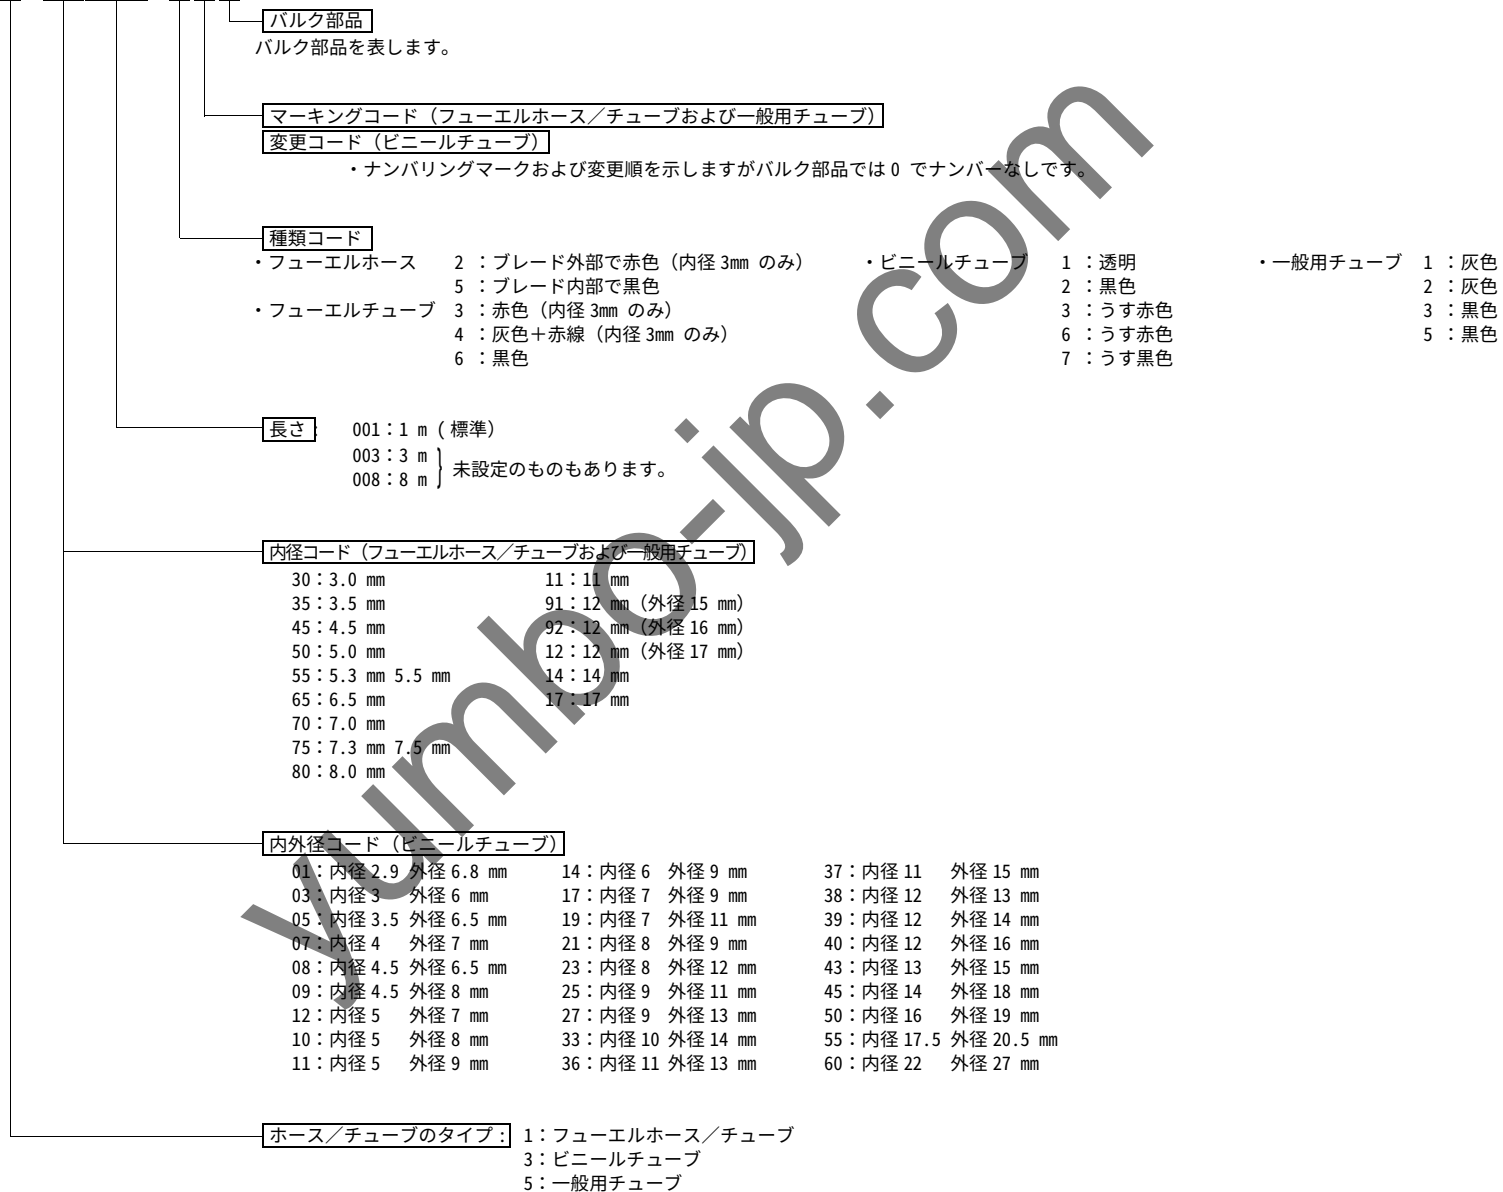 バルク部品
バルク部品を表します。
マーキングコード（フューエルホース／チューブおよび一般用チューブ）
変更コード（ビニールチューブ）
・ナンバリングマークおよび変更順を示しますがバルク部品では 0 でナンバーなしです。
種類コード
・フューエルホース 2 ：ブレード外部で赤色（内径 3㎜ のみ） ・ビニールチューブ 1 ：透明 ・一般用チューブ 1 ：灰色
5 ：ブレード内部で黒色 2 ：黒色 2 ：灰色
・フューエルチューブ 3 ：赤色（内径 3㎜ のみ） 3 ：うす赤色 3 ：黒色
4 ：灰色＋赤線（内径 3㎜ のみ） 6 ：うす赤色 5 ：黒色
6 ：黒色 7 ：うす黒色
長さ： 001：1 m ( 標準）
003：3 m
008：8 m } 未設定のものもあります。
内径コード（フューエルホース／チューブおよび一般用チューブ）
30：3.0 ㎜ 11：11 ㎜
35：3.5 ㎜ 91：12 ㎜（外径 15 ㎜）
45：4.5 ㎜ 92：12 ㎜（外径 16 ㎜）
50：5.0 ㎜ 12：12 ㎜（外径 17 ㎜）
55：5.3 ㎜ 5.5 ㎜ 14：14 ㎜
65：6.5 ㎜ 17：17 ㎜
70：7.0 ㎜
75：7.3 ㎜ 7.5 ㎜
80：8.0 ㎜
内外径コード（ビニールチューブ）
01：内径 2.9 外径 6.8 ㎜ 14：内径 6 外径 9 ㎜ 37：内径 11 外径 15 ㎜
03：内径 3 外径 6 ㎜ 17：内径 7 外径 9 ㎜ 38：内径 12 外径 13 ㎜
05：内径 3.5 外径 6.5 ㎜ 19：内径 7 外径 11 ㎜ 39：内径 12 外径 14 ㎜
07：内径 4 外径 7 ㎜ 21：内径 8 外径 9 ㎜ 40：内径 12 外径 16 ㎜
08：内径 4.5 外径 6.5 ㎜ 23：内径 8 外径 12 ㎜ 43：内径 13 外径 15 ㎜
09：内径 4.5 外径 8 ㎜ 25：内径 9 外径 11 ㎜ 45：内径 14 外径 18 ㎜
12：内径 5 外径 7 ㎜ 27：内径 9 外径 13 ㎜ 50：内径 16 外径 19 ㎜
10：内径 5 外径 8 ㎜ 33：内径 10 外径 14 ㎜ 55：内径 17.5 外径 20.5 ㎜
11：内径 5 外径 9 ㎜ 36：内径 11 外径 13 ㎜ 60：内径 22 外径 27 ㎜
ホース／チューブのタイプ： 1：フューエルホース／チューブ
3：ビニールチューブ
5：一般用チューブ
yumbo-jp.com